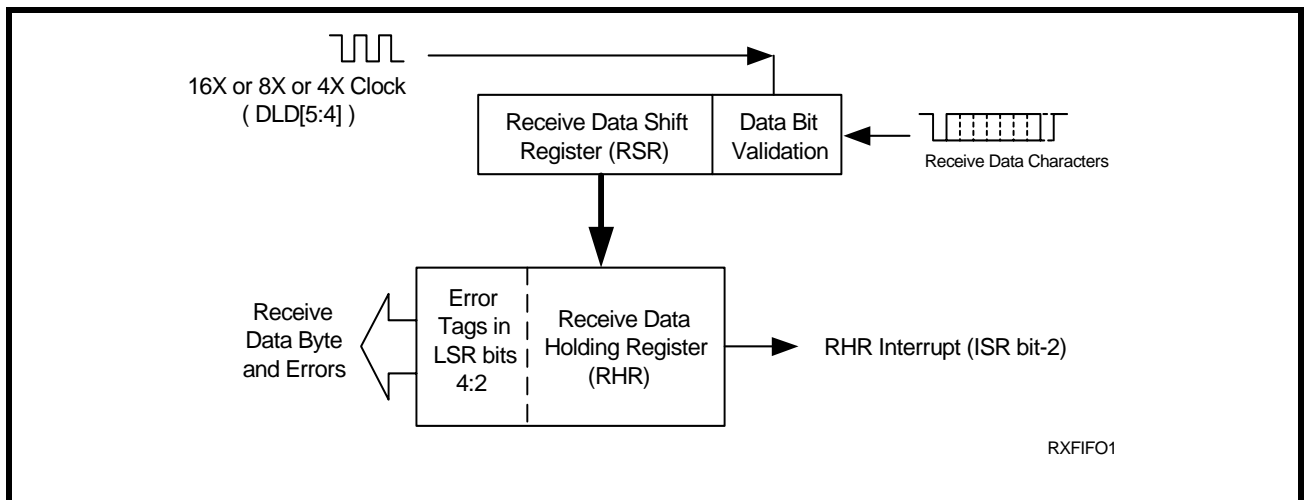 16X or 8X or 4X Clock
( DLD[5:4] )
Receive Data Shift
Register (RSR)
Data Bit
Validation
Receive Data Characters
Receive
Data Byte
and Errors
Error
Tags in
LSR bits
4:2
Receive Data
Holding Register
(RHR)
RHR Interrupt (ISR bit-2)
RXFIFO1